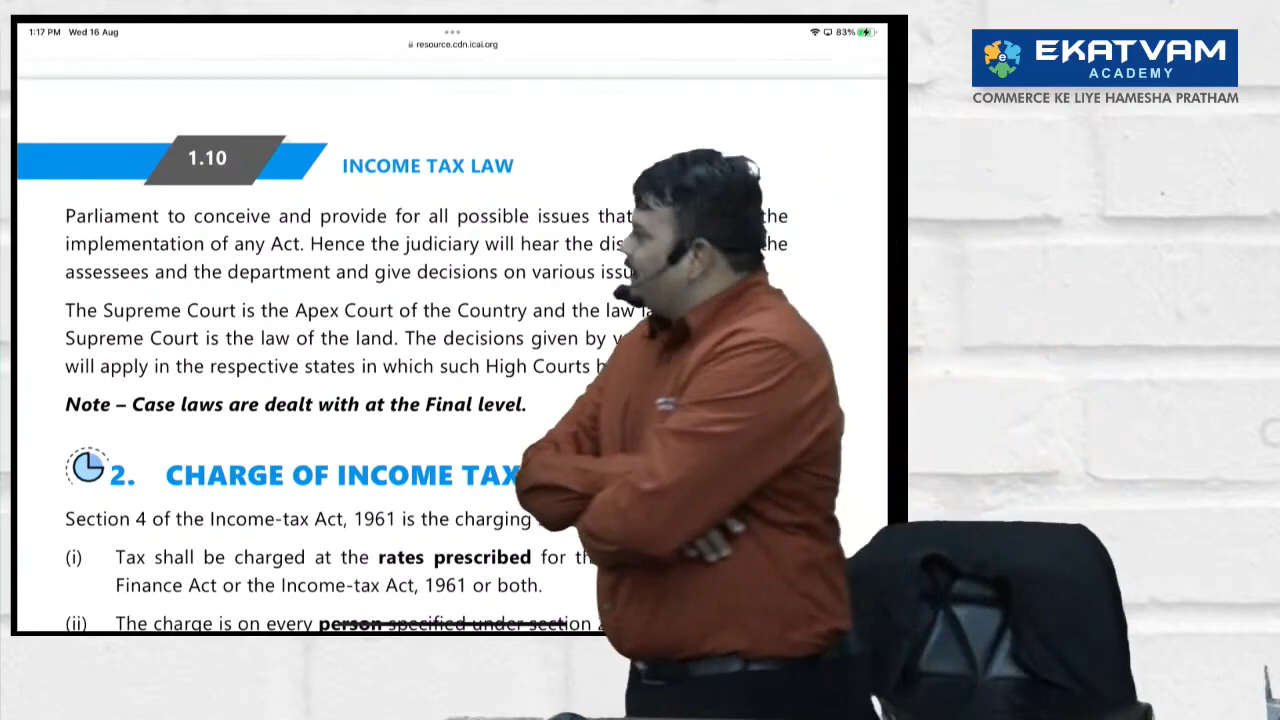 1:17 PM Wed 16 Aug
resource.cdn.icai.org
83%
EKATVAM
ACADEMY
COMMERCE KE LIYE HAMESHA PRATHAM
1.10
INCOME TAX LAW
Parliament to conceive and provide for all possible issues that the
implementation of any Act. Hence the judiciary will hear the the
assessees and the department and give decisions on various
The Supreme Court is the Apex Court of the Country and the law
Supreme Court is the law of the land. The decisions given by
will apply in the respective states in which such High Courts
Note – Case laws are dealt with at the Final level.
2. CHARGE OF INCOME TAX
Section 4 of the Income-tax Act, 1961 is the charging
(i) Tax shall be charged at the rates prescribed for
Finance Act or the Income-tax Act, 1961 or both.
(ii) The charge is on every person specified under section